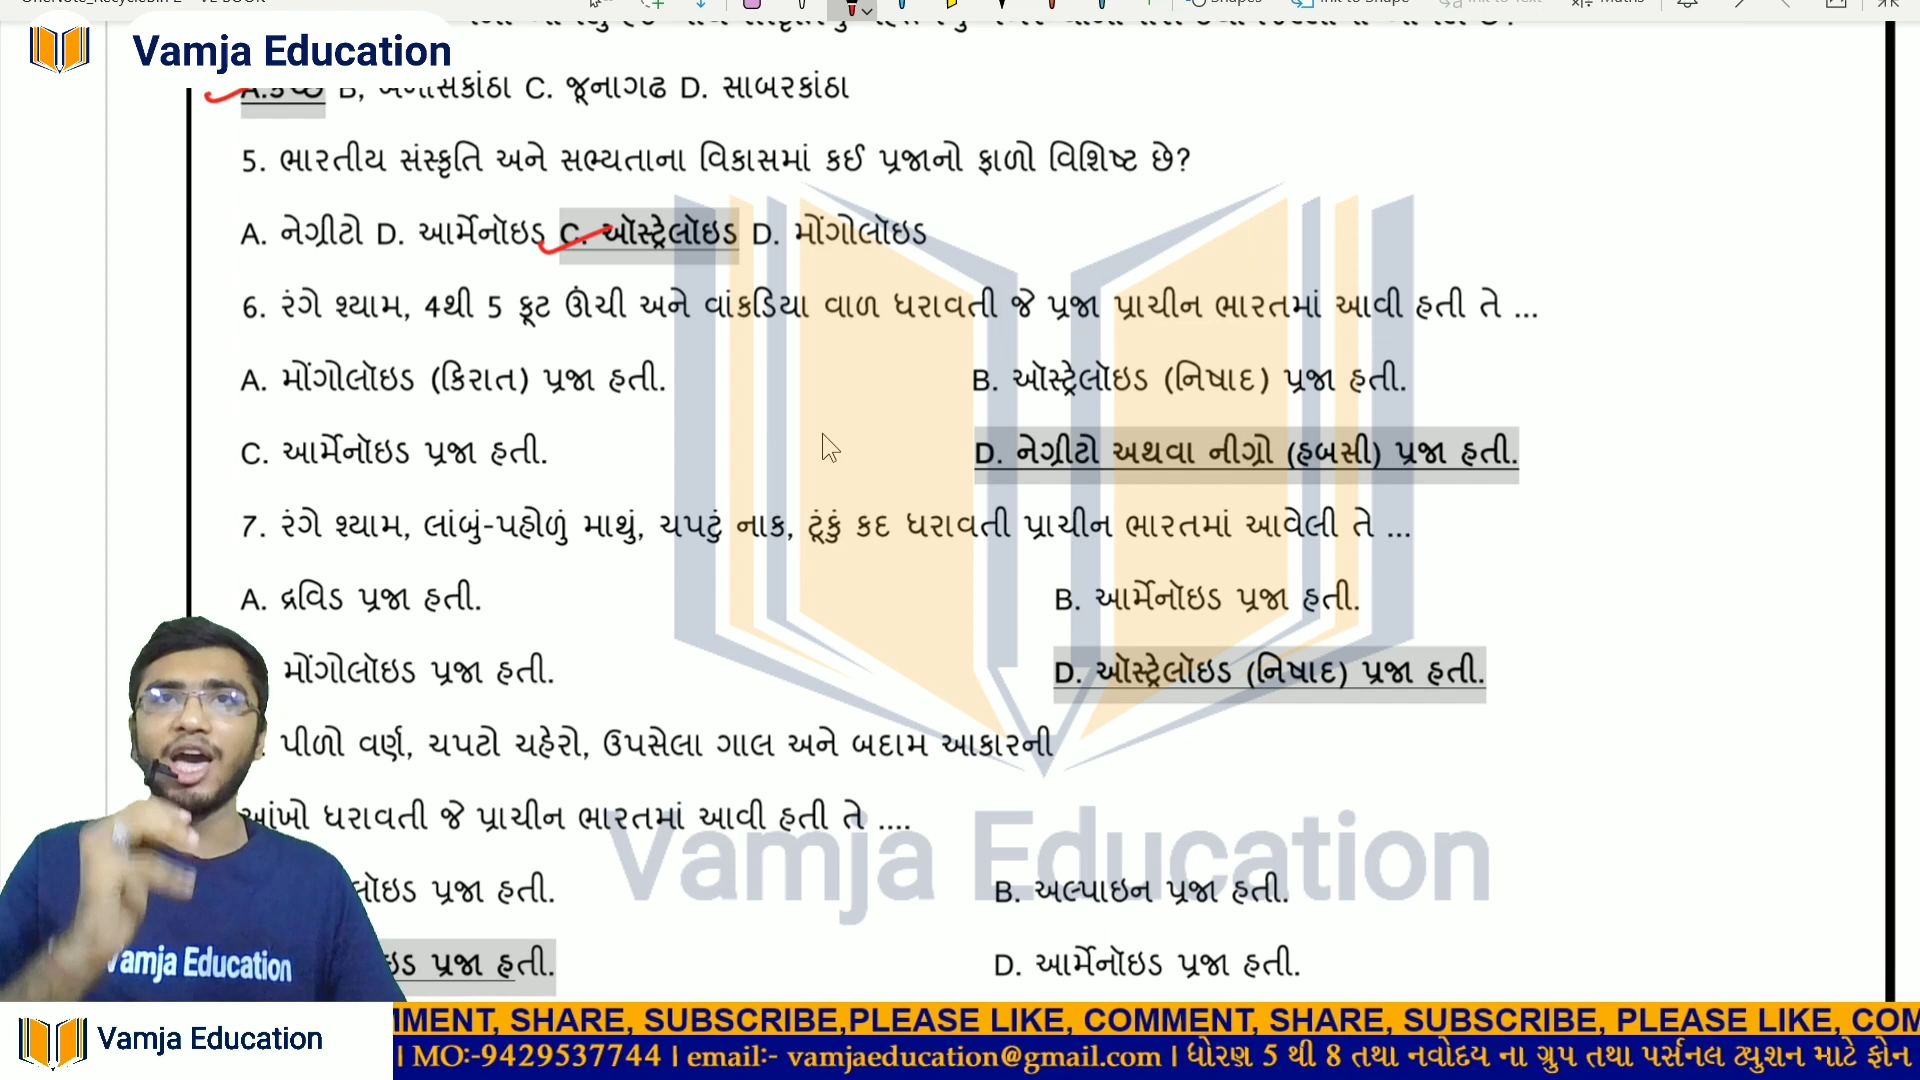 Vamja Education
B, C. જૂનાગઢ D. સાબરકાંઠા
5. ભારતીય સંસ્કૃતિ અને સભ્યતાના વિકાસમાં કઈ પ્રજાનો ફાળો વિશિષ્ટ છે?
A. નેગ્રીટો D. આર્મેનૉઇડ C. ઑસ્ટ્રેલૉઇડ D. મોંગોલૉઇડ
6. રંગે શ્યામ, 4થી 5 ફૂટ ઊંચી અને વાંકડિયા વાળ ધરાવતી જે પ્રજા પ્રાચીન ભારતમાં આવી હતી તે ...
A. મોંગોલૉઇડ (કિરાત) પ્રજા હતી. B. ઑસ્ટ્રેલૉઇડ (નિષાદ) પ્રજા હતી.
C. આર્મેનૉઇડ પ્રજા હતી. D. નેગ્રીટો અથવા નીગ્રો (હબસી) પ્રજા હતી.
7. રંગે શ્યામ, લાંબું-પહોળું માથું, ચપટું નાક, ટૂંકું કદ ધરાવતી પ્રાચીન ભારતમાં આવેલી તે ...
A. દ્રવિડ પ્રજા હતી. B. આર્મેનૉઇડ પ્રજા હતી.
મોંગોલૉઇડ પ્રજા હતી. D. ઑસ્ટ્રેલૉઇડ (નિષાદ) પ્રજા હતી.
પીળો વર્ણ, ચપટો ચહેરો, ઉપસેલા ગાલ અને બદામ આકારની
આંખો ધરાવતી જે પ્રાચીન ભારતમાં આવી હતી તે ....
પ્રજા હતી. B. અલ્પાઇન પ્રજા હતી.
પ્રજા હતી. D. આર્મેનૉઇડ પ્રજા હતી.
Vamja Education
Vamja Education
Vamja Education
SHARE, SUBSCRIBE,PLEASE LIKE, COMMENT, SHARE, SUBSCRIBE, PLEASE LIKE,
| MO:-9429537744 | email:- vamjaeducation@gmail.com | ધોરણ 5 થી 8 તથા નવોદય ના ગ્રુપ તથા પર્સનલ ટ્યુશન માટે ફોન